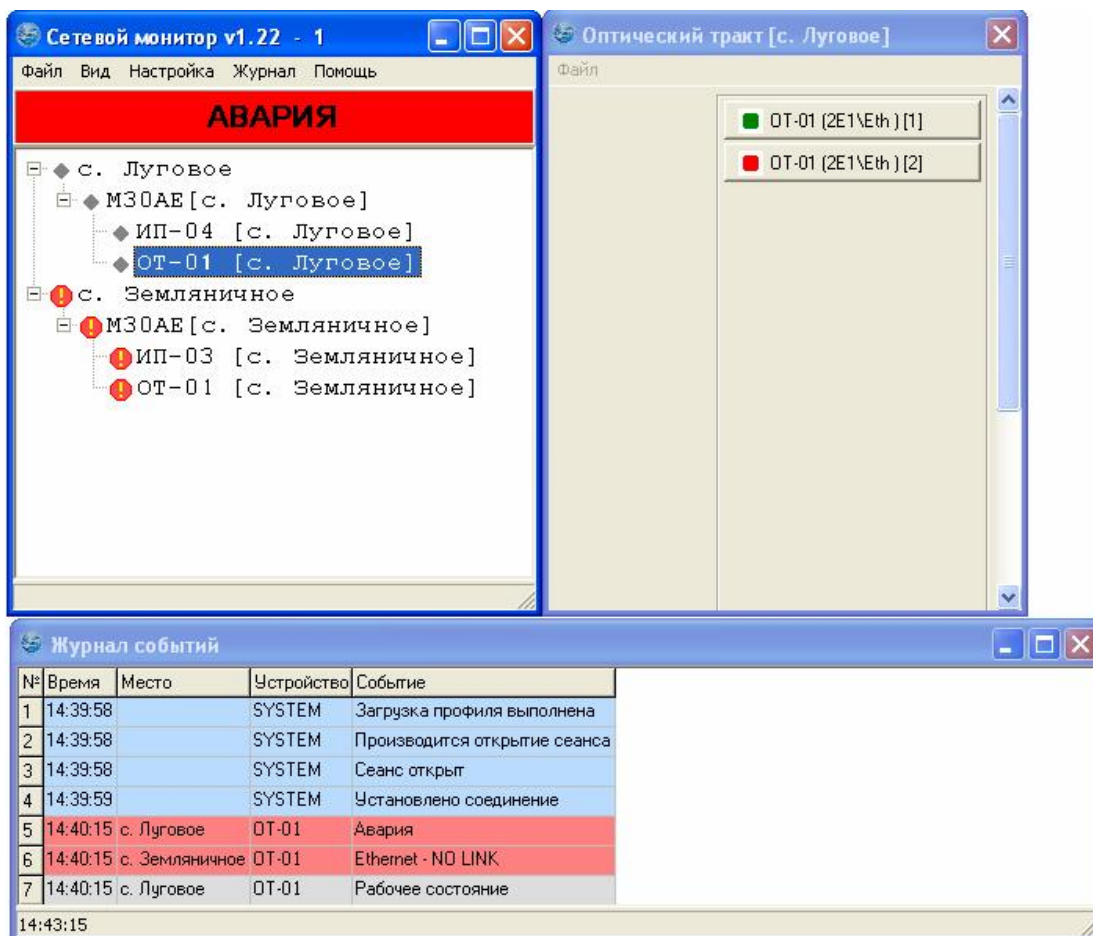 Сетевой монитор v1.22 - 1
Файл Вид Настройка Журнал Помощь
АВАРИЯ
с. Луговое
М30АЕ[с. Луговое]
ИП-04 [с. Луговое]
ОТ-01 [с. Луговое]
с. Земляничное
М30АЕ[с. Земляничное]
ИП-03 [с. Земляничное]
ОТ-01 [с. Земляничное]
Оптический тракт [с. Луговое]
Файл
ОТ-01 (2E1\Eth ) [1]
ОТ-01 (2E1\Eth ) [2]
Журнал событий
№ Время Место Устройство Событие
1 14:39:58 SYSTEM Загрузка профиля выполнена
2 14:39:58 SYSTEM Производится открытие сеанса
3 14:39:58 SYSTEM Сеанс открыт
4 14:39:59 SYSTEM Установлено соединение
5 14:40:15 с. Луговое ОТ-01 Авария
6 14:40:15 с. Земляничное ОТ-01 Ethernet - NO LINK
7 14:40:15 с. Луговое ОТ-01 Рабочее состояние
14:43:15